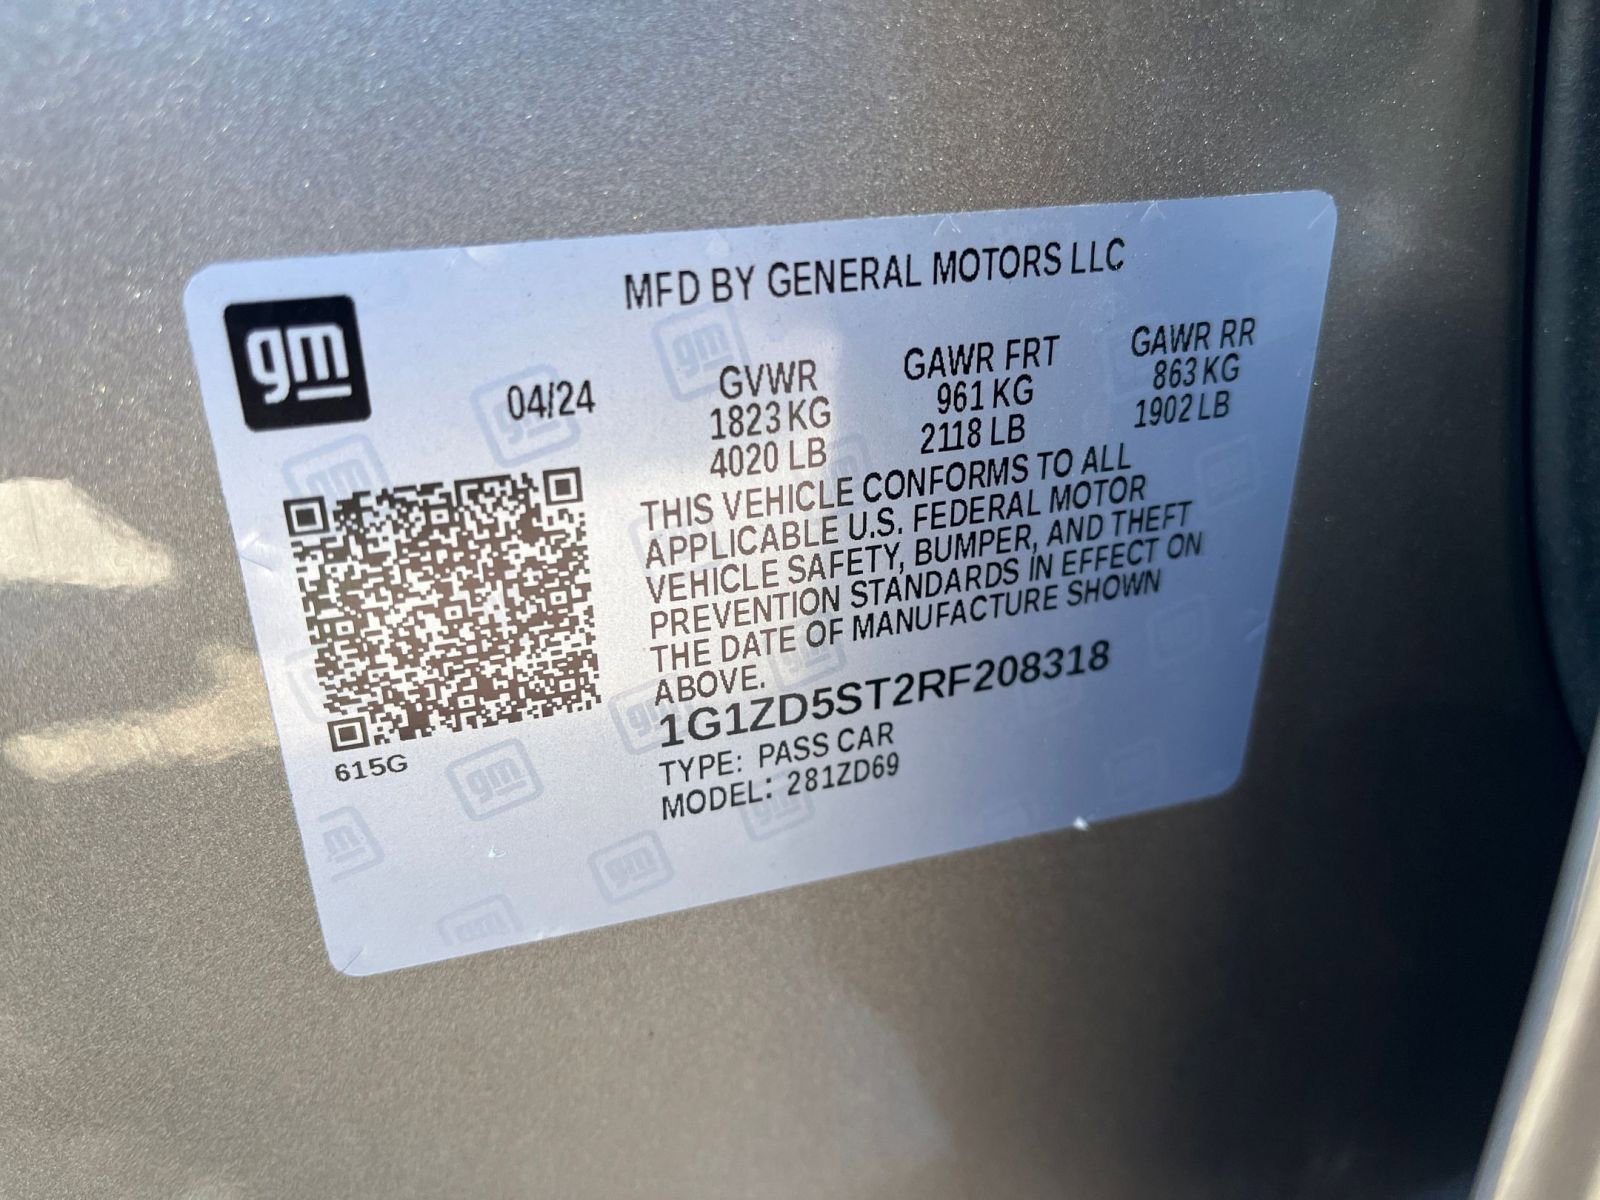 MFD BY GENERAL MOTORS LLC
gm
04/24
GVWR
1823 KG
4020 LB
GAWR FRT
961 KG
2118 LB
GAWR RR
863 KG
1902 LB
THIS VEHICLE CONFORMS TO ALL
APPLICABLE U.S. FEDERAL MOTOR
VEHICLE SAFETY, BUMPER, AND THEFT
PREVENTION STANDARDS IN EFFECT ON
THE DATE OF MANUFACTURE SHOWN
ABOVE.
1G1ZD5ST2RF208318
TYPE: PASS CAR
MODEL: 281ZD69
615G